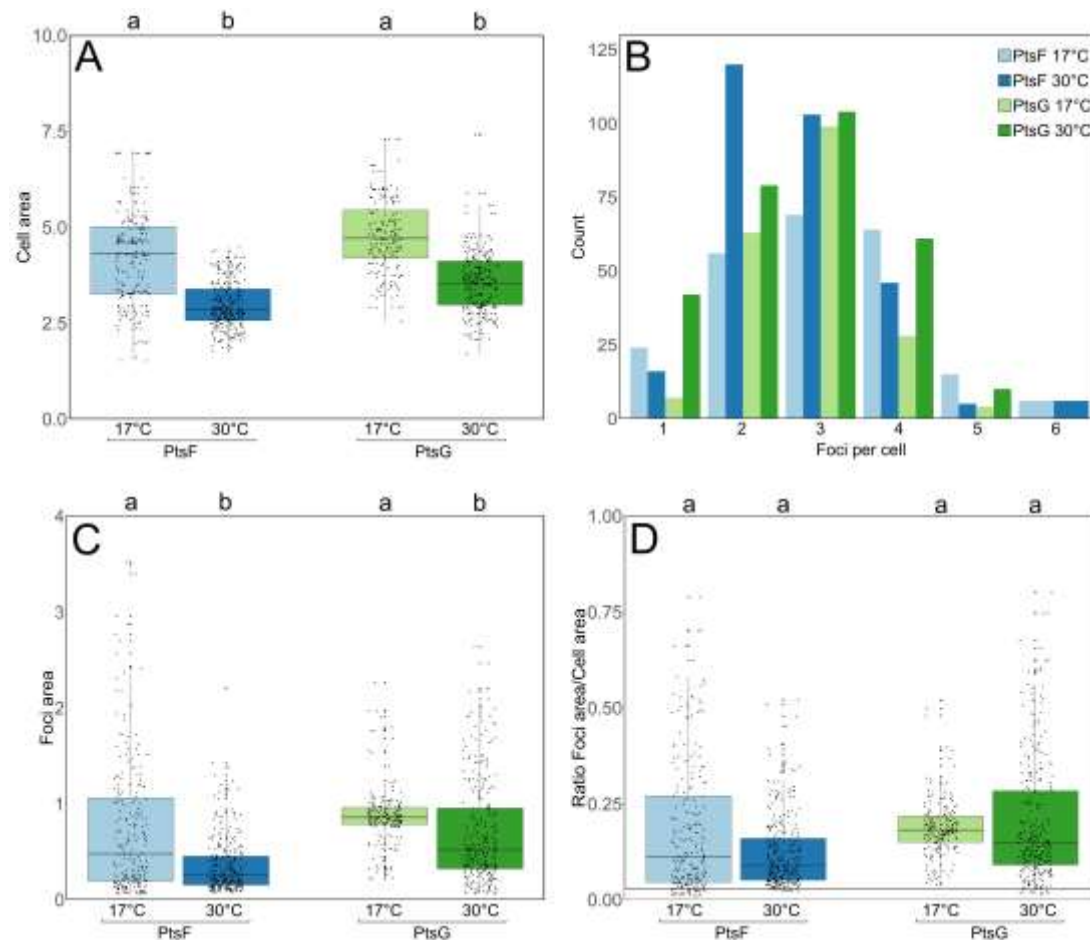 a b a b
A
10.0
7.5
5.0
2.5
0.0
Cell area
17°C 30°C 17°C 30°C
PtsF PtsG
B
125
100
75
50
25
0
Count
PtsF 17°C
PtsF 30°C
PtsG 17°C
PtsG 30°C
1 2 3 4 5 6
Foci per cell
a b a b
C
4
3
2
1
0
Foci area
17°C 30°C 17°C 30°C
PtsF PtsG
a a a a
D
1.00
0.75
0.50
0.25
0.00
Ratio Foci area/Cell area
17°C 30°C 17°C 30°C
PtsF PtsG